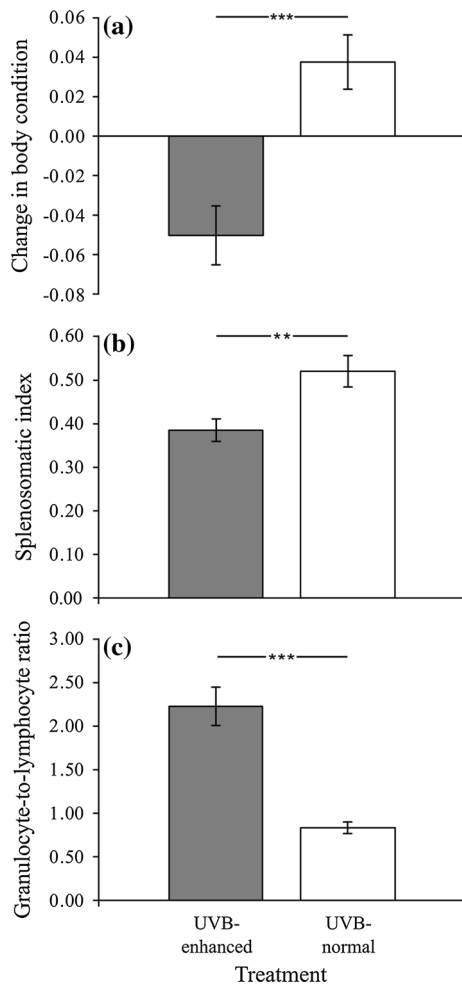 (a)
***
Change in body condition
0.06
0.04
0.02
0.00
-0.02
-0.04
-0.06
-0.08
(b)
**
Splenosomatic index
0.60
0.50
0.40
0.30
0.20
0.10
0.00
(c)
***
Granulocyte-to-lymphocyte ratio
3.00
2.50
2.00
1.50
1.00
0.50
0.00
UVB-
enhanced
UVB-
normal
Treatment